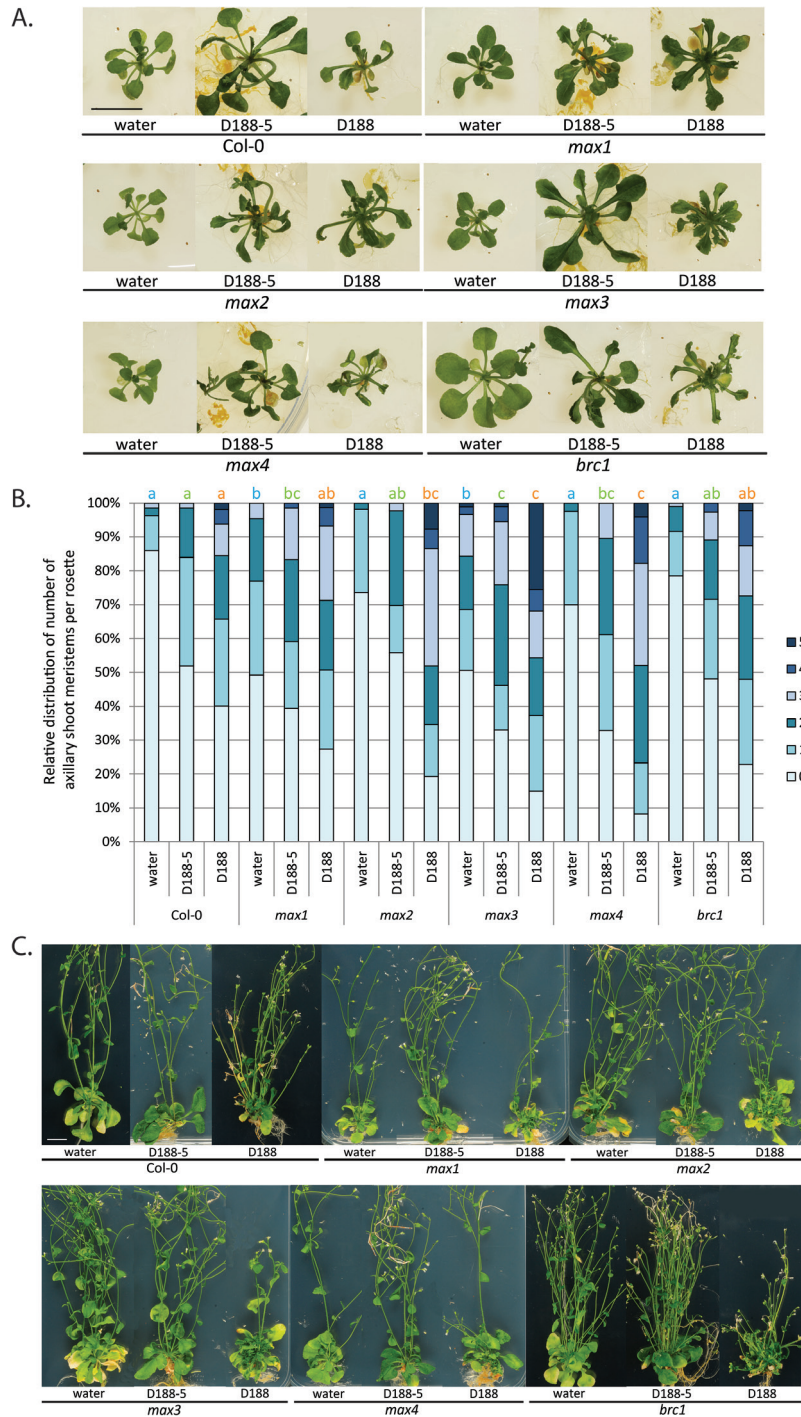 A.
water D188-5 D188 water D188-5 D188
Col-0 max1
water D188-5 D188 water D188-5 D188
max2 max3
water D188-5 D188 water D188-5 D188
max4 brc1
B.
a a a b bc ab a ab bc b c c a bc c a ab ab
Relative distribution of number of
axillary shoot meristems per rosette
100%
90%
80%
70%
60%
50%
40%
30%
20%
10%
0%
5
4
3
2
1
0
water D188-5 D188 water D188-5 D188 water D188-5 D188 water D188-5 D188 water D188-5 D188 water D188-5 D188
Col-0 max1 max2 max3 max4 brc1
C.
water D188-5 D188 water D188-5 D188 water D188-5 D188
Col-0 max1 max2
water D188-5 D188 water D188-5 D188 water D188-5 D188
max3 max4 brc1